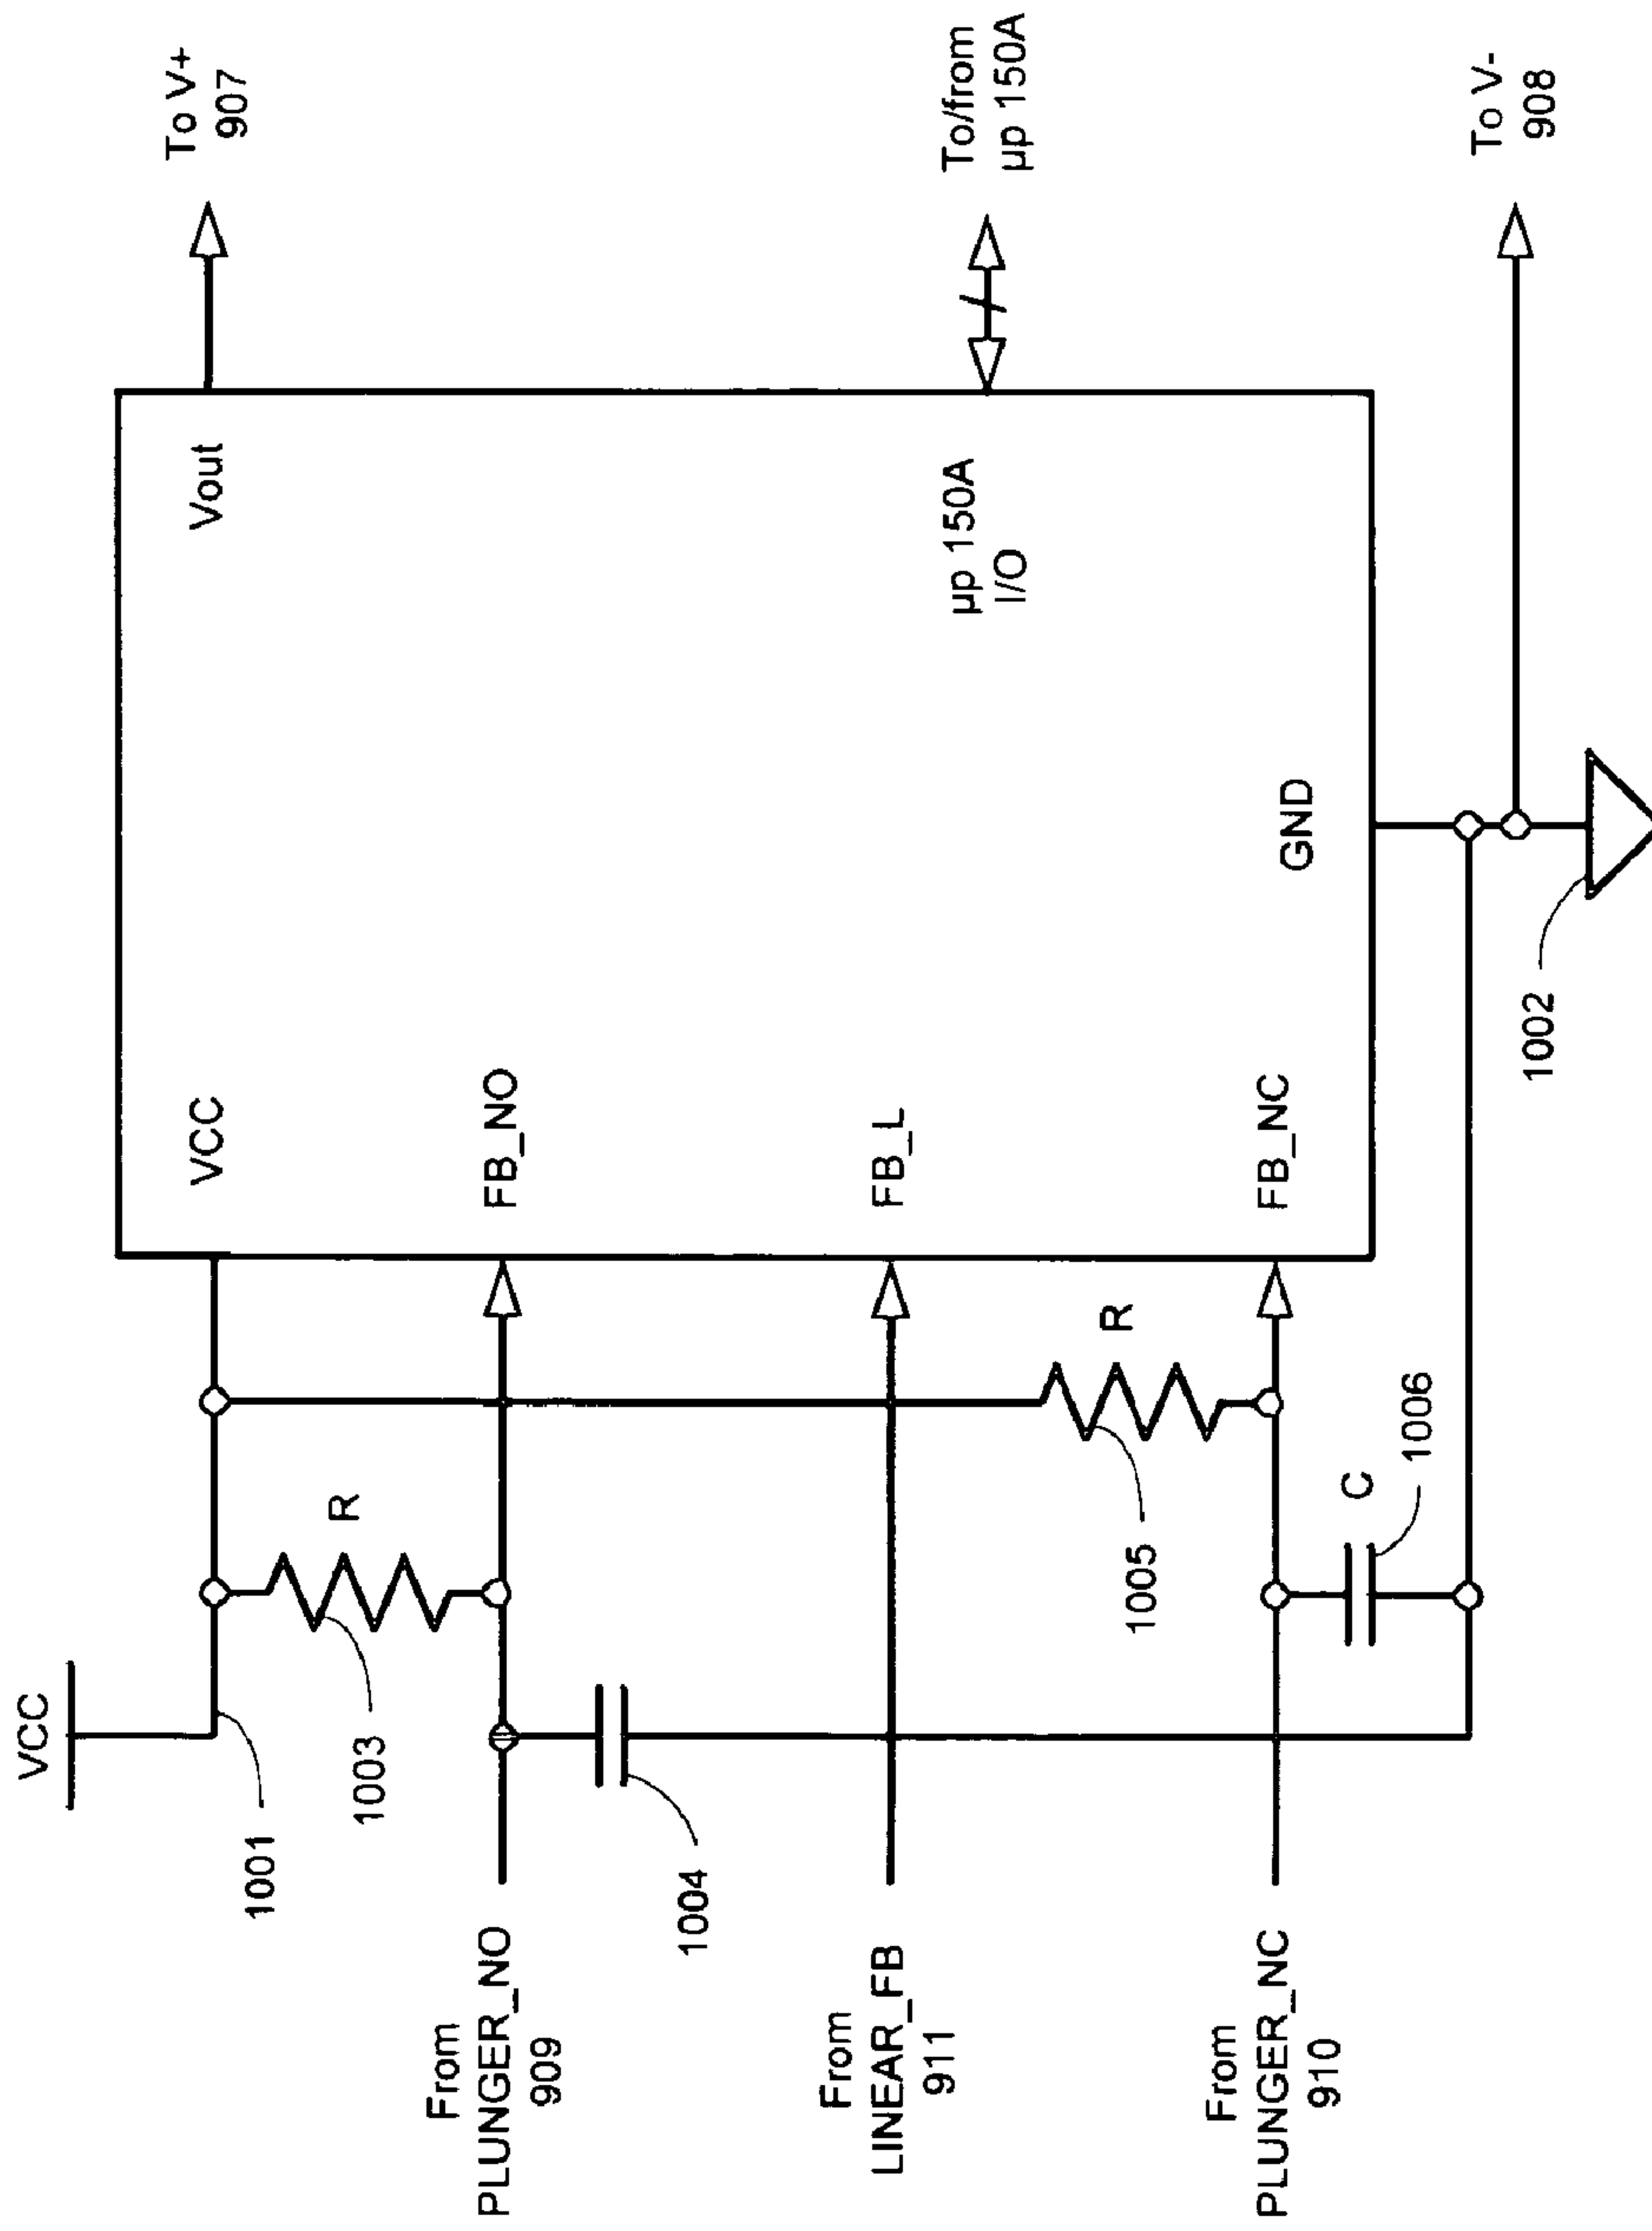 VCC
1001
R
1003
From
PLUNGER_NO
909
1004
From
LINEAR_FB
911
From
PLUNGER_NC
910
R
1005
C
1006
VCC
FB_NO
FB_L
FB_NC
GND
1002
Vout
µp 150A
I/O
To V+
907
To/from
µp 150A
To V-
908